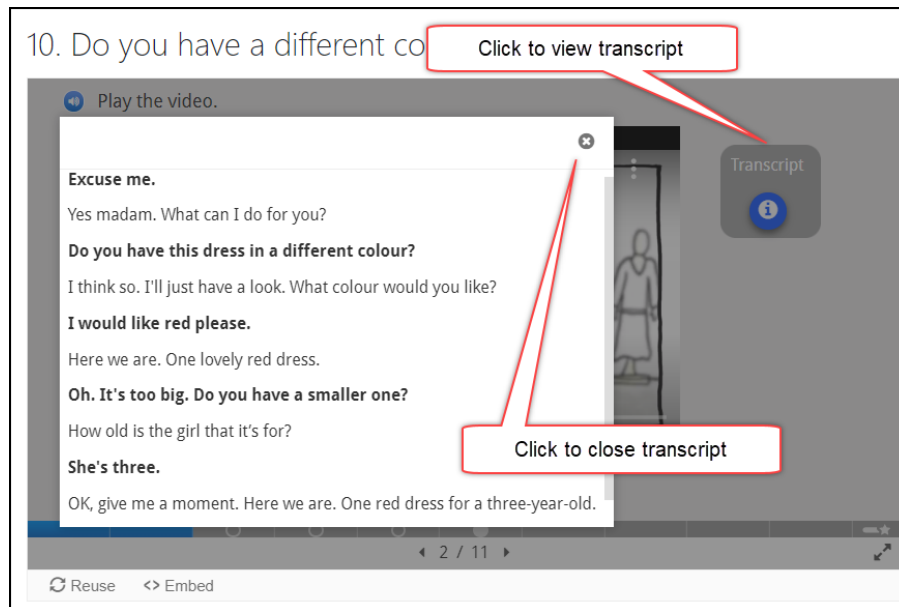 10. Do you have a different co
Click to view transcript
Play the video.
Transcript
Excuse me.
Yes madam. What can I do for you?
Do you have this dress in a different colour?
I think so. I'll just have a look. What colour would you like?
I would like red please.
Here we are. One lovely red dress.
Oh. It's too big. Do you have a smaller one?
How old is the girl that it's for?
She's three.
OK, give me a moment. Here we are. One red dress for a three-year-old.
Click to close transcript
2 / 11
Reuse <> Embed